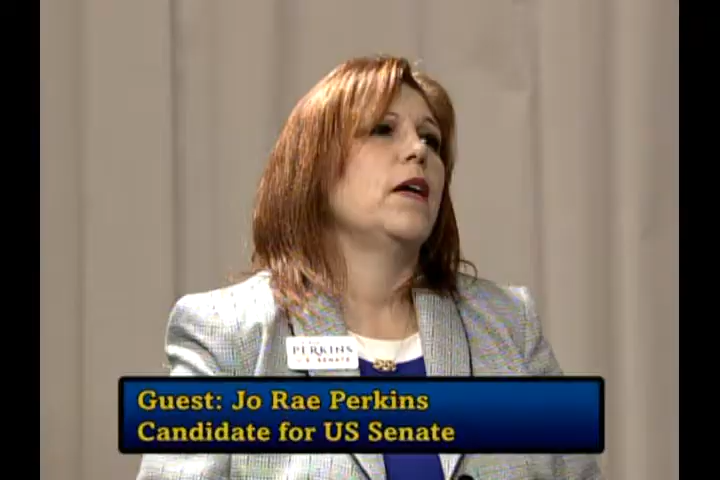 PERKINS
U.S. SENATE
Guest: Jo Rae Perkins
Candidate for US Senate